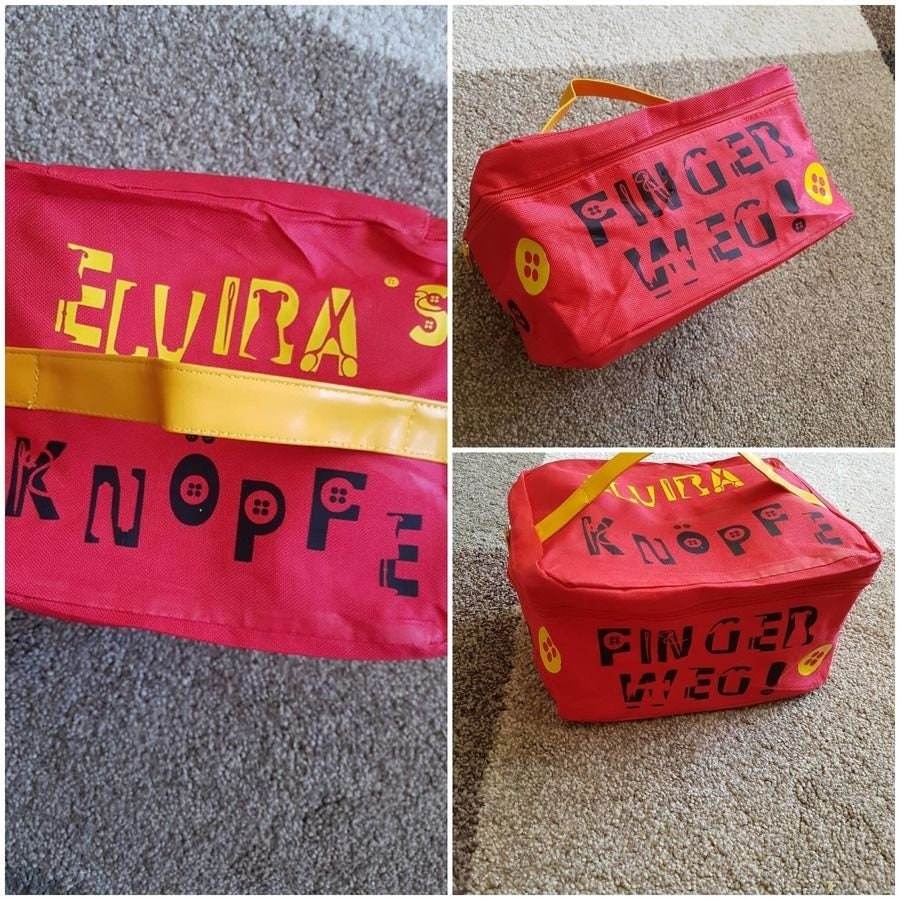 ELVIRA'S
KNÖPFE
FINGER
WEG!
ELVIRA
KNÖPFE
FINGER
WEG!